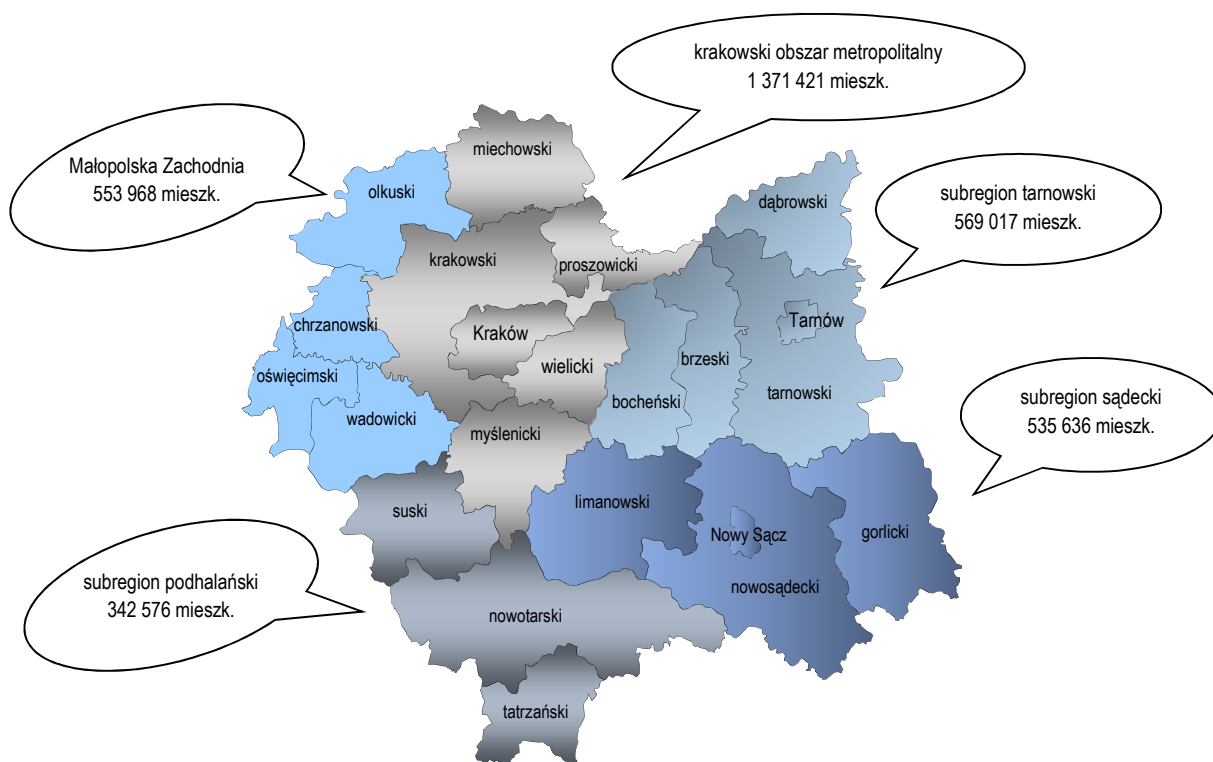 krakowski obszar metropolitalny
1 371 421 mieszk.
Małopolska Zachodnia
553 968 mieszk.
subregion tarnowski
569 017 mieszk.
subregion sądecki
535 636 mieszk.
subregion podhalański
342 576 mieszk.
miechowski
olkuski
dąbrowski
krakowski
proszowicki
chrzanowski
Kraków
Tarnów
wielicki
brzeski
oświęcimski
tarnowski
bocheński
wadowicki
myślenicki
suski
limanowski
Nowy Sącz
gorlicki
nowosądecki
nowotarski
tatrzański